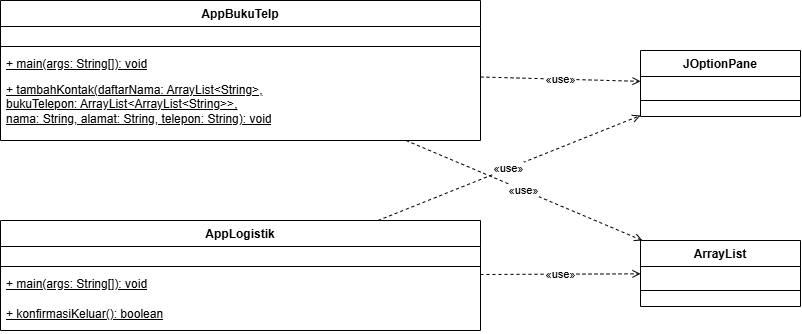 AppBukuTelp
+ main(args: String[]): void
+ tambahKontak(daftarNama: ArrayList<String>,
bukuTelepon: ArrayList<ArrayList<String>>,
nama: String, alamat: String, telepon: String): void
«use»
JOptionPane
«use»
«use»
AppLogistik
+ main(args: String[]): void
+ konfirmasiKeluar(): boolean
«use»
ArrayList